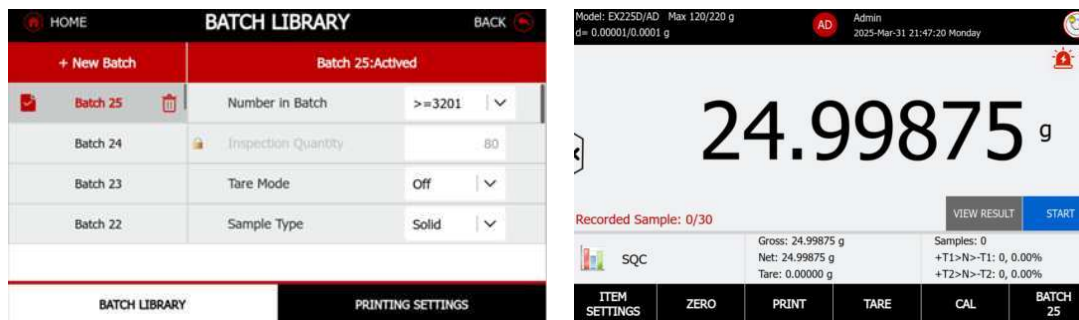 HOME BATCH LIBRARY BACK
+ New Batch Batch 25:Actived
Batch 25 Number in Batch >=3201
Batch 24 Inspection Quantity 80
Batch 23 Tare Mode Off
Batch 22 Sample Type Solid
BATCH LIBRARY PRINTING SETTINGS
Model: EX225D/AD Max 120/220 g
d= 0.00001/0.0001 g
AD
Admin
2025-Mar-31 21:47:20 Monday
24.99875 g
Recorded Sample: 0/30
VIEW RESULT START
SQC
Gross: 24.99875 g
Net: 24.99875 g
Tare: 0.00000 g
Samples: 0
+T1>N>-T1: 0, 0.00%
+T2>N>-T2: 0, 0.00%
ITEM
SETTINGS
ZERO PRINT TARE CAL
BATCH
25